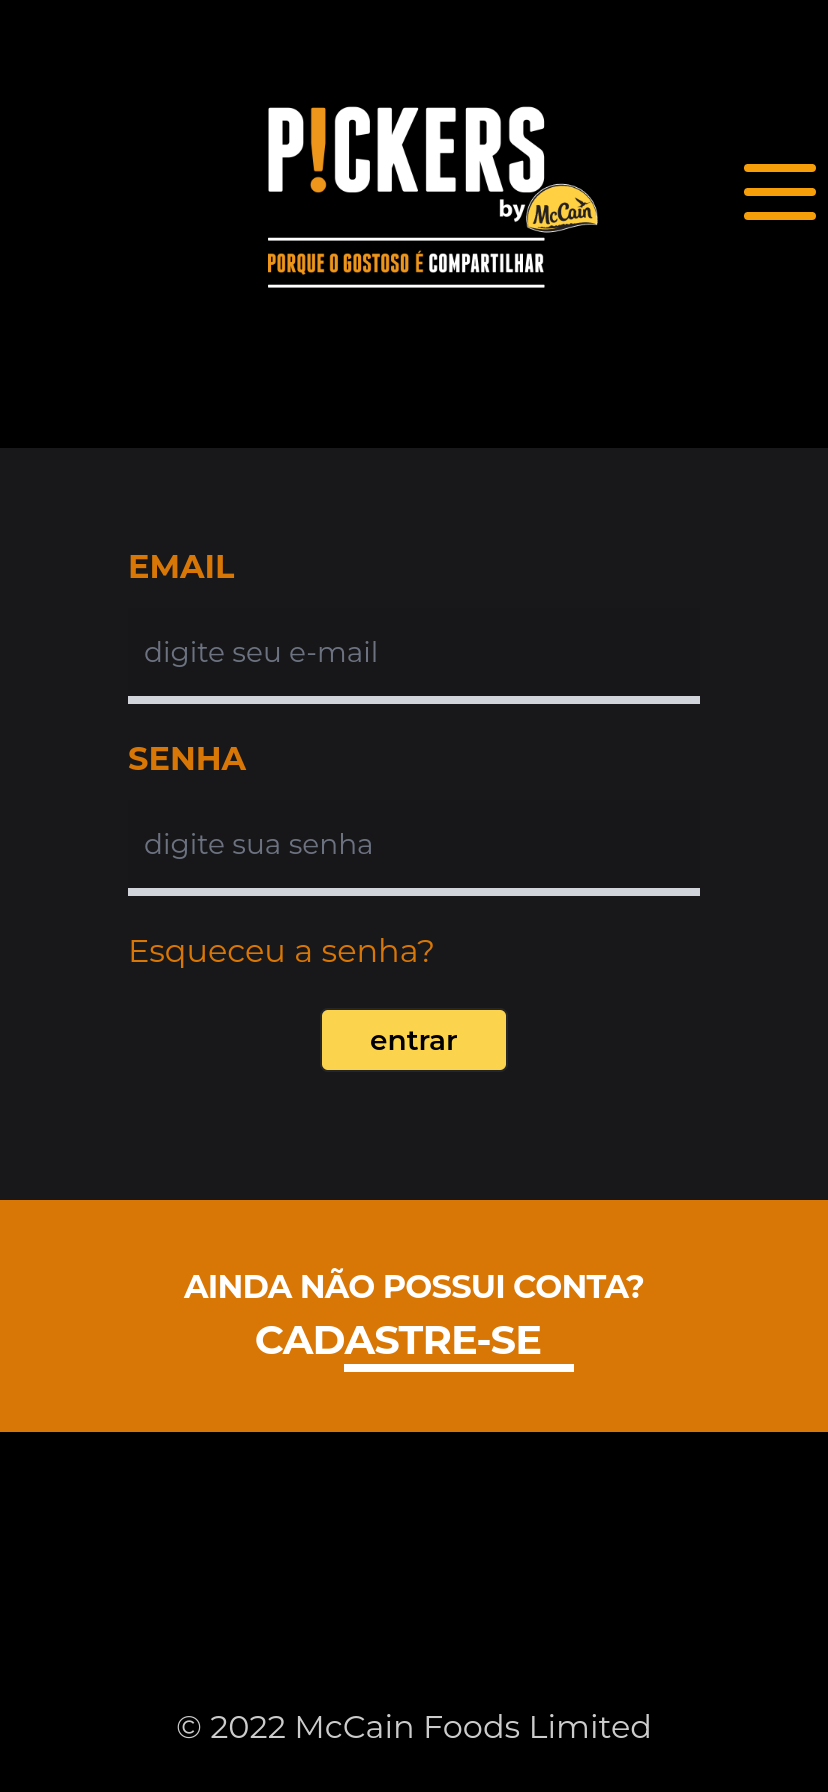 P!CKERS
by McCain
PORQUE O GOSTOSO É COMPARTILHAR
EMAIL
digite seu e-mail
SENHA
digite sua senha
Esqueceu a senha?
entrar
AINDA NÃO POSSUI CONTA?
CADASTRE-SE
© 2022 McCain Foods Limited